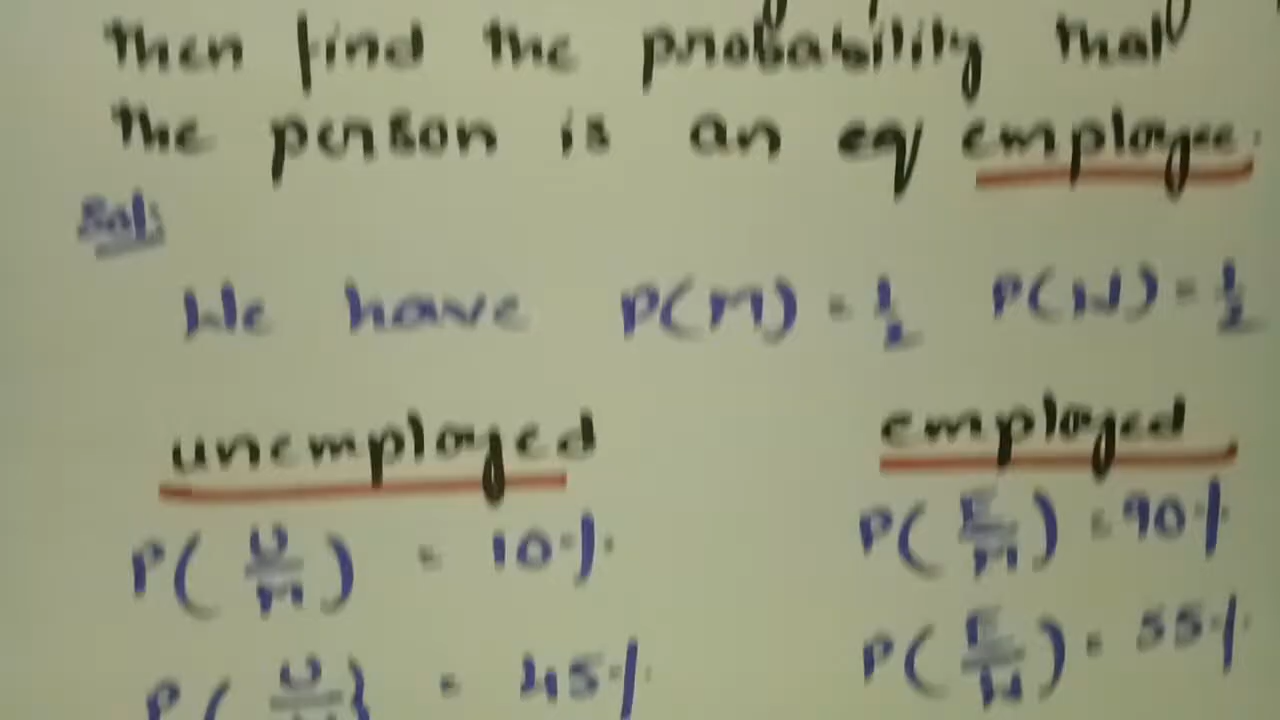 Then find the probability that
the person is an eq employee.
Sol:
We have P(M) = 1/2 P(W) = 1/2
unemployed employed
P(U/M) = 10% P(E/M) = 90%
P(U/W) = 45% P(E/W) = 55%